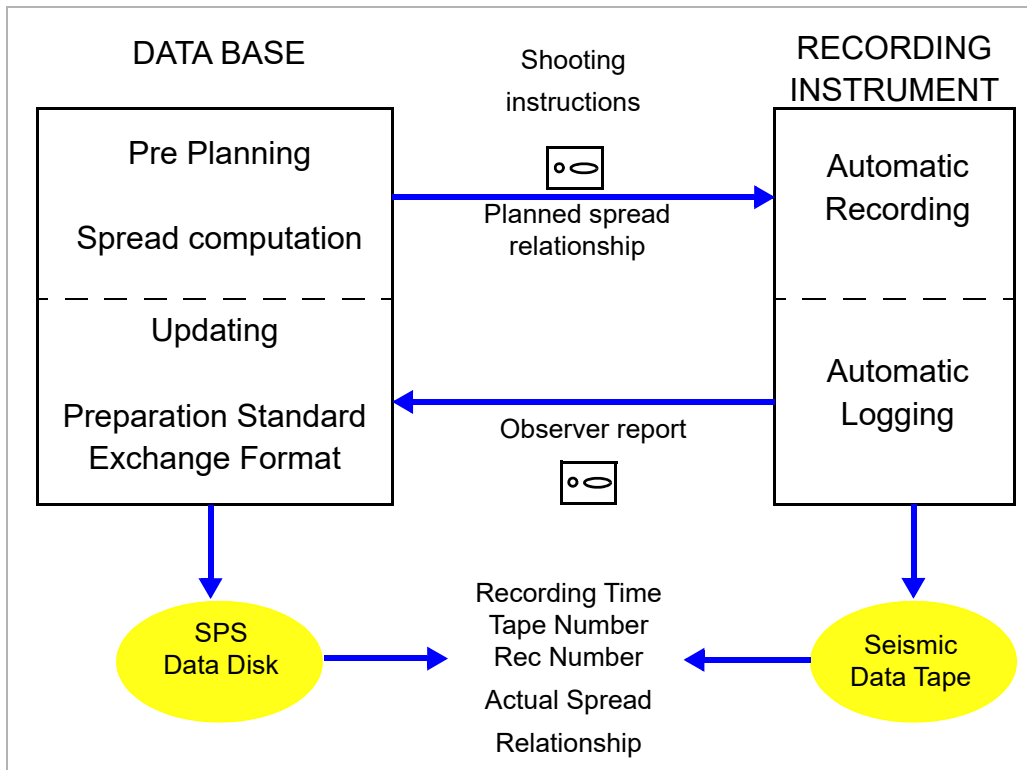 DATA BASE
Shooting
instructions
RECORDING
INSTRUMENT
Pre Planning
Spread computation
Planned spread
relationship
Automatic
Recording
Updating
Preparation Standard
Exchange Format
Observer report
Automatic
Logging
SPS
Data Disk
Recording Time
Tape Number
Rec Number
Actual Spread
Relationship
Seismic
Data Tape